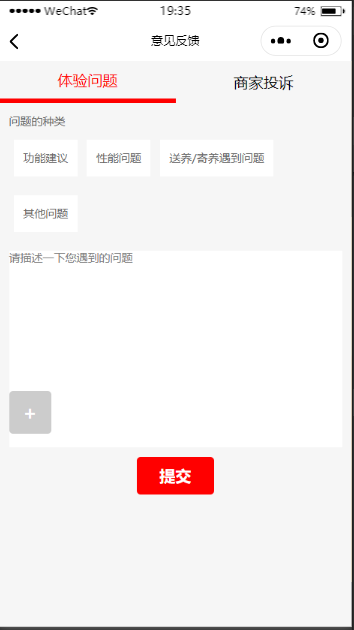 WeChat 19:35 74%
意见反馈
体验问题 商家投诉
问题的种类
功能建议 性能问题 送养/寄养遇到问题
其他问题
请描述一下您遇到的问题
+
提交